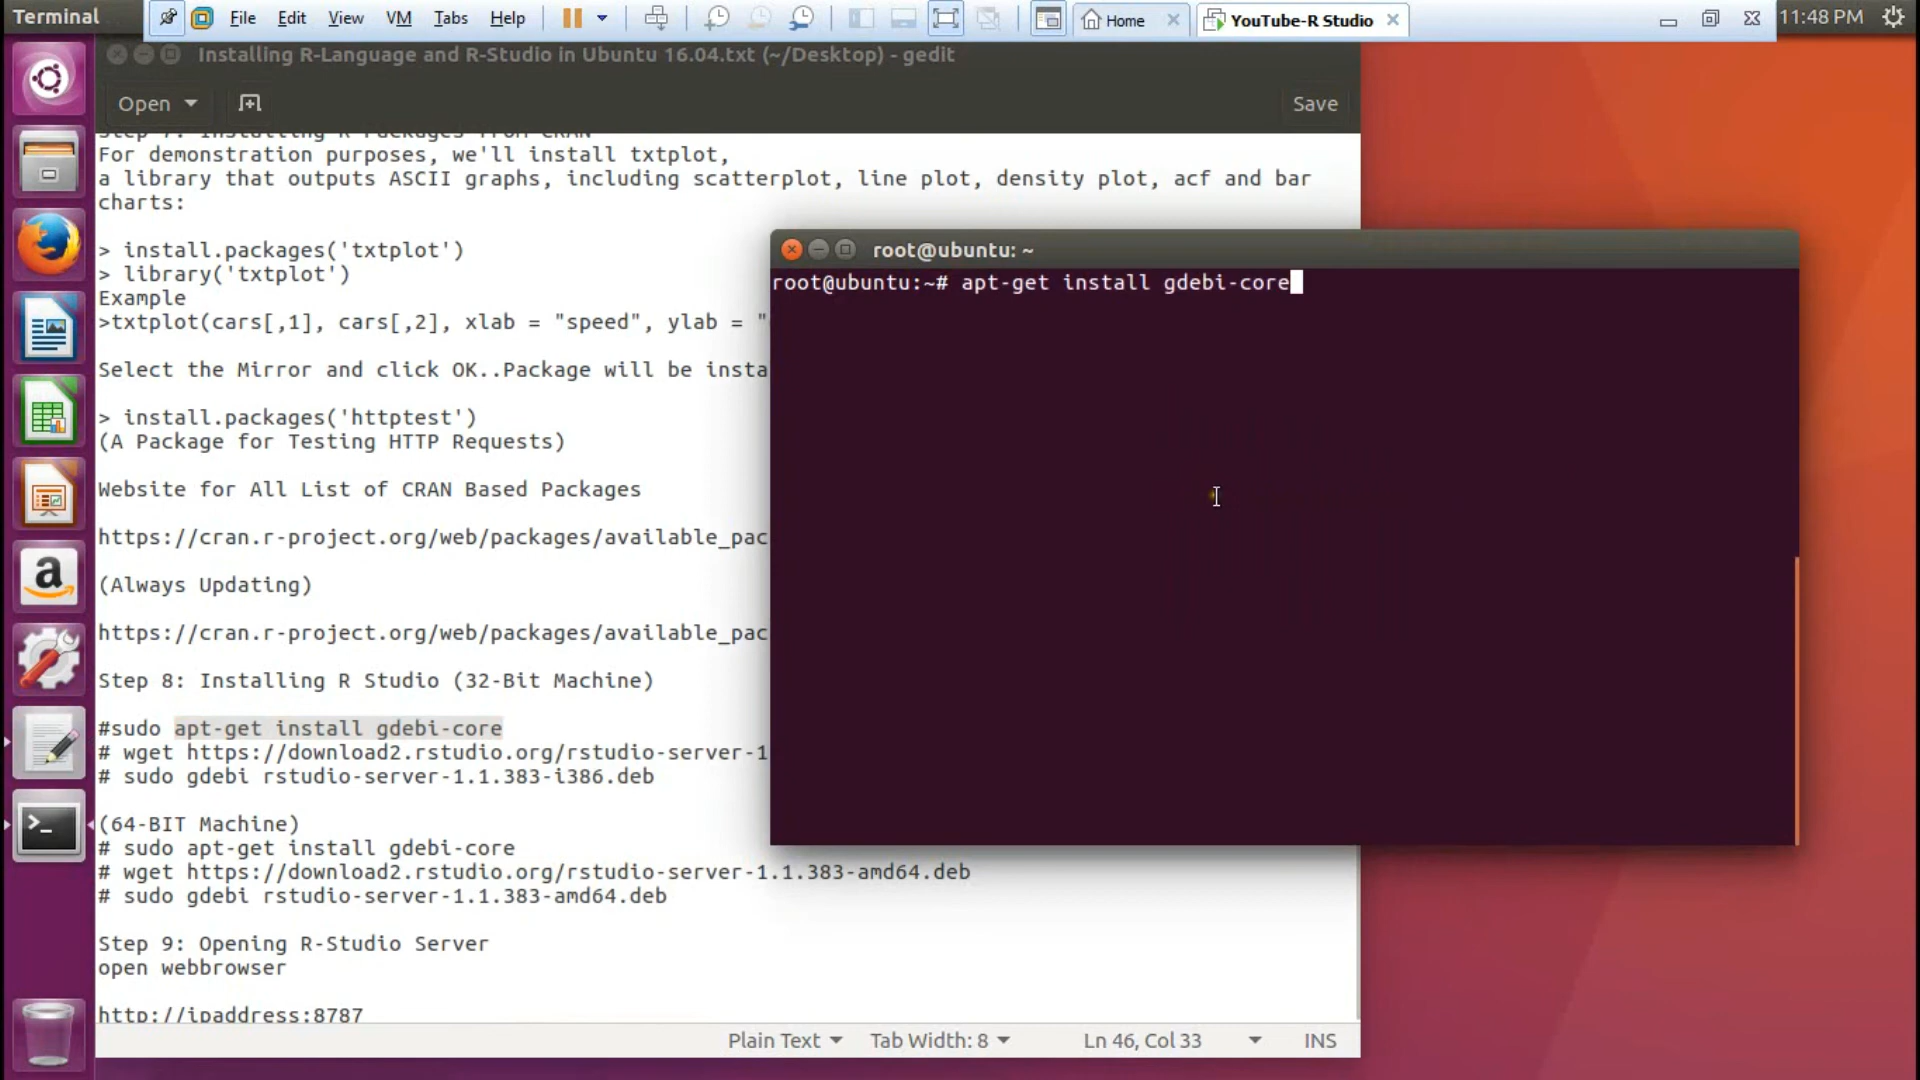 Terminal
File Edit View VM Tabs Help
Home
YouTube-R Studio
11:48 PM
Installing R-Language and R-Studio in Ubuntu 16.04.txt (~/Desktop) - gedit
Open
Save
Step 7: Installing R Packages from CRAN
For demonstration purposes, we'll install txtplot,
a library that outputs ASCII graphs, including scatterplot, line plot, density plot, acf and bar
charts:
> install.packages('txtplot')
> library('txtplot')
Example
>txtplot(cars[,1], cars[,2], xlab = "speed", ylab = "
Select the Mirror and click OK..Package will be insta
> install.packages('httptest')
(A Package for Testing HTTP Requests)
Website for All List of CRAN Based Packages
https://cran.r-project.org/web/packages/available_pac
(Always Updating)
https://cran.r-project.org/web/packages/available_pac
Step 8: Installing R Studio (32-Bit Machine)
#sudo apt-get install gdebi-core
# wget https://download2.rstudio.org/rstudio-server-1
# sudo gdebi rstudio-server-1.1.383-i386.deb
(64-BIT Machine)
# sudo apt-get install gdebi-core
# wget https://download2.rstudio.org/rstudio-server-1.1.383-amd64.deb
# sudo gdebi rstudio-server-1.1.383-amd64.deb
Step 9: Opening R-Studio Server
open webbrowser
http://ipaddress:8787
Plain Text Tab Width: 8 Ln 46, Col 33 INS
root@ubuntu: ~
root@ubuntu:~# apt-get install gdebi-core